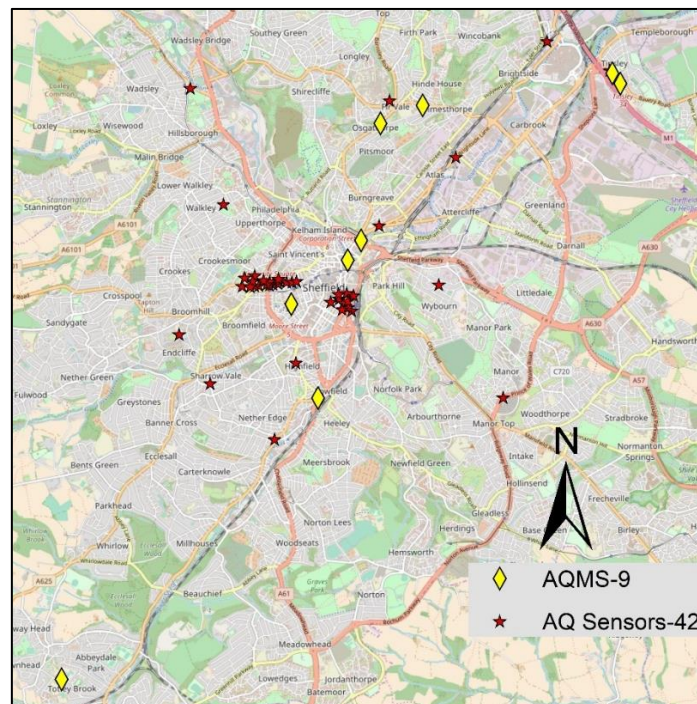 Southey Green
Firth Park
Wincobank
Templeborough
Wadsley Bridge
Longley
Hinde House
Brightside
Tinsley
Wadsley
Shirecliffe
Loxley
Wisewood
Carbrook
Loxley Road
Hillsborough
Pitsmoor
M1
Malin Bridge
Atlas
Stannington
Lower Walkley
Burngreave
Walkley
Philadelphia
Attercliffe
Greenland
Upperthorpe
Kelham Island
A6101
Saint Vincent's
Darnall
A630
Crookes
Crookesmoor
Sheffield
Park Hill
Littledale
Crosspool
Wybourn
Broomhill
Sandygate
Broomfield
Manor Park
A630
Handsworth
Endcliffe
Nether Green
Sharrow Vale
Norfolk Park
Manor
C720
A57
Fulwood
Greystones
Arbourthorne
Woodthorpe
Banner Cross
Nether Edge
Heeley
Manor Top
Stradbroke
Ecclesall
Meersbrook
Intake
Normanton
Springs
Bents Green
Carterknowle
Newfield Green
Hollinsend
N
Parkhead
Gleadless
Frecheville
Whirlow
Millhouses
Norton Lees
Herdings
Birley
Woodseats
Hemsworth
A625
Beauchief
Graves
Park
AQMS-9
A61
Norton
AQ Sensors-42
Abbeydale
Park
Meadowhead
Lowedges
Jordanthorpe
Batemoor